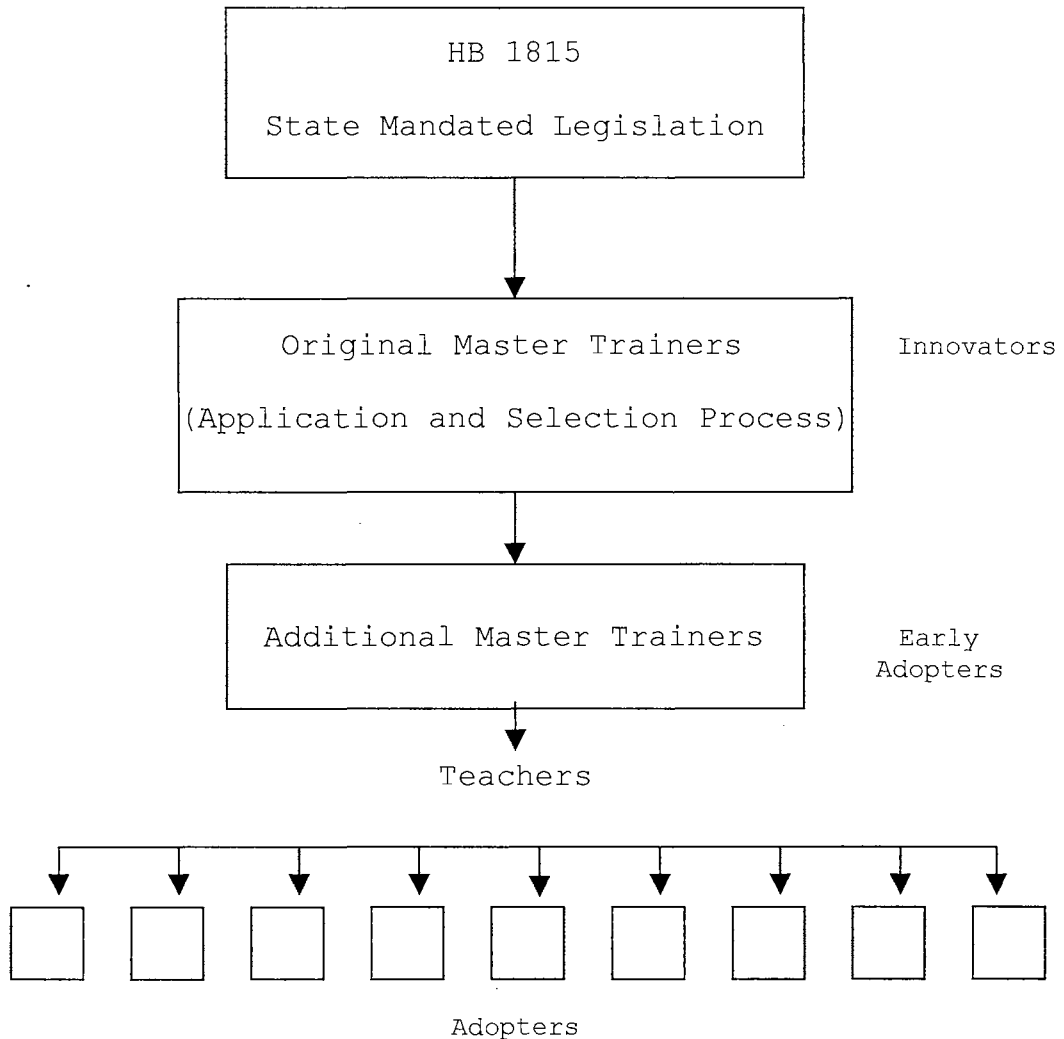 HB 1815
State Mandated Legislation
Original Master Trainers
(Application and Selection Process)
Innovators
Additional Master Trainers
Early
Adopters
Teachers
Adopters